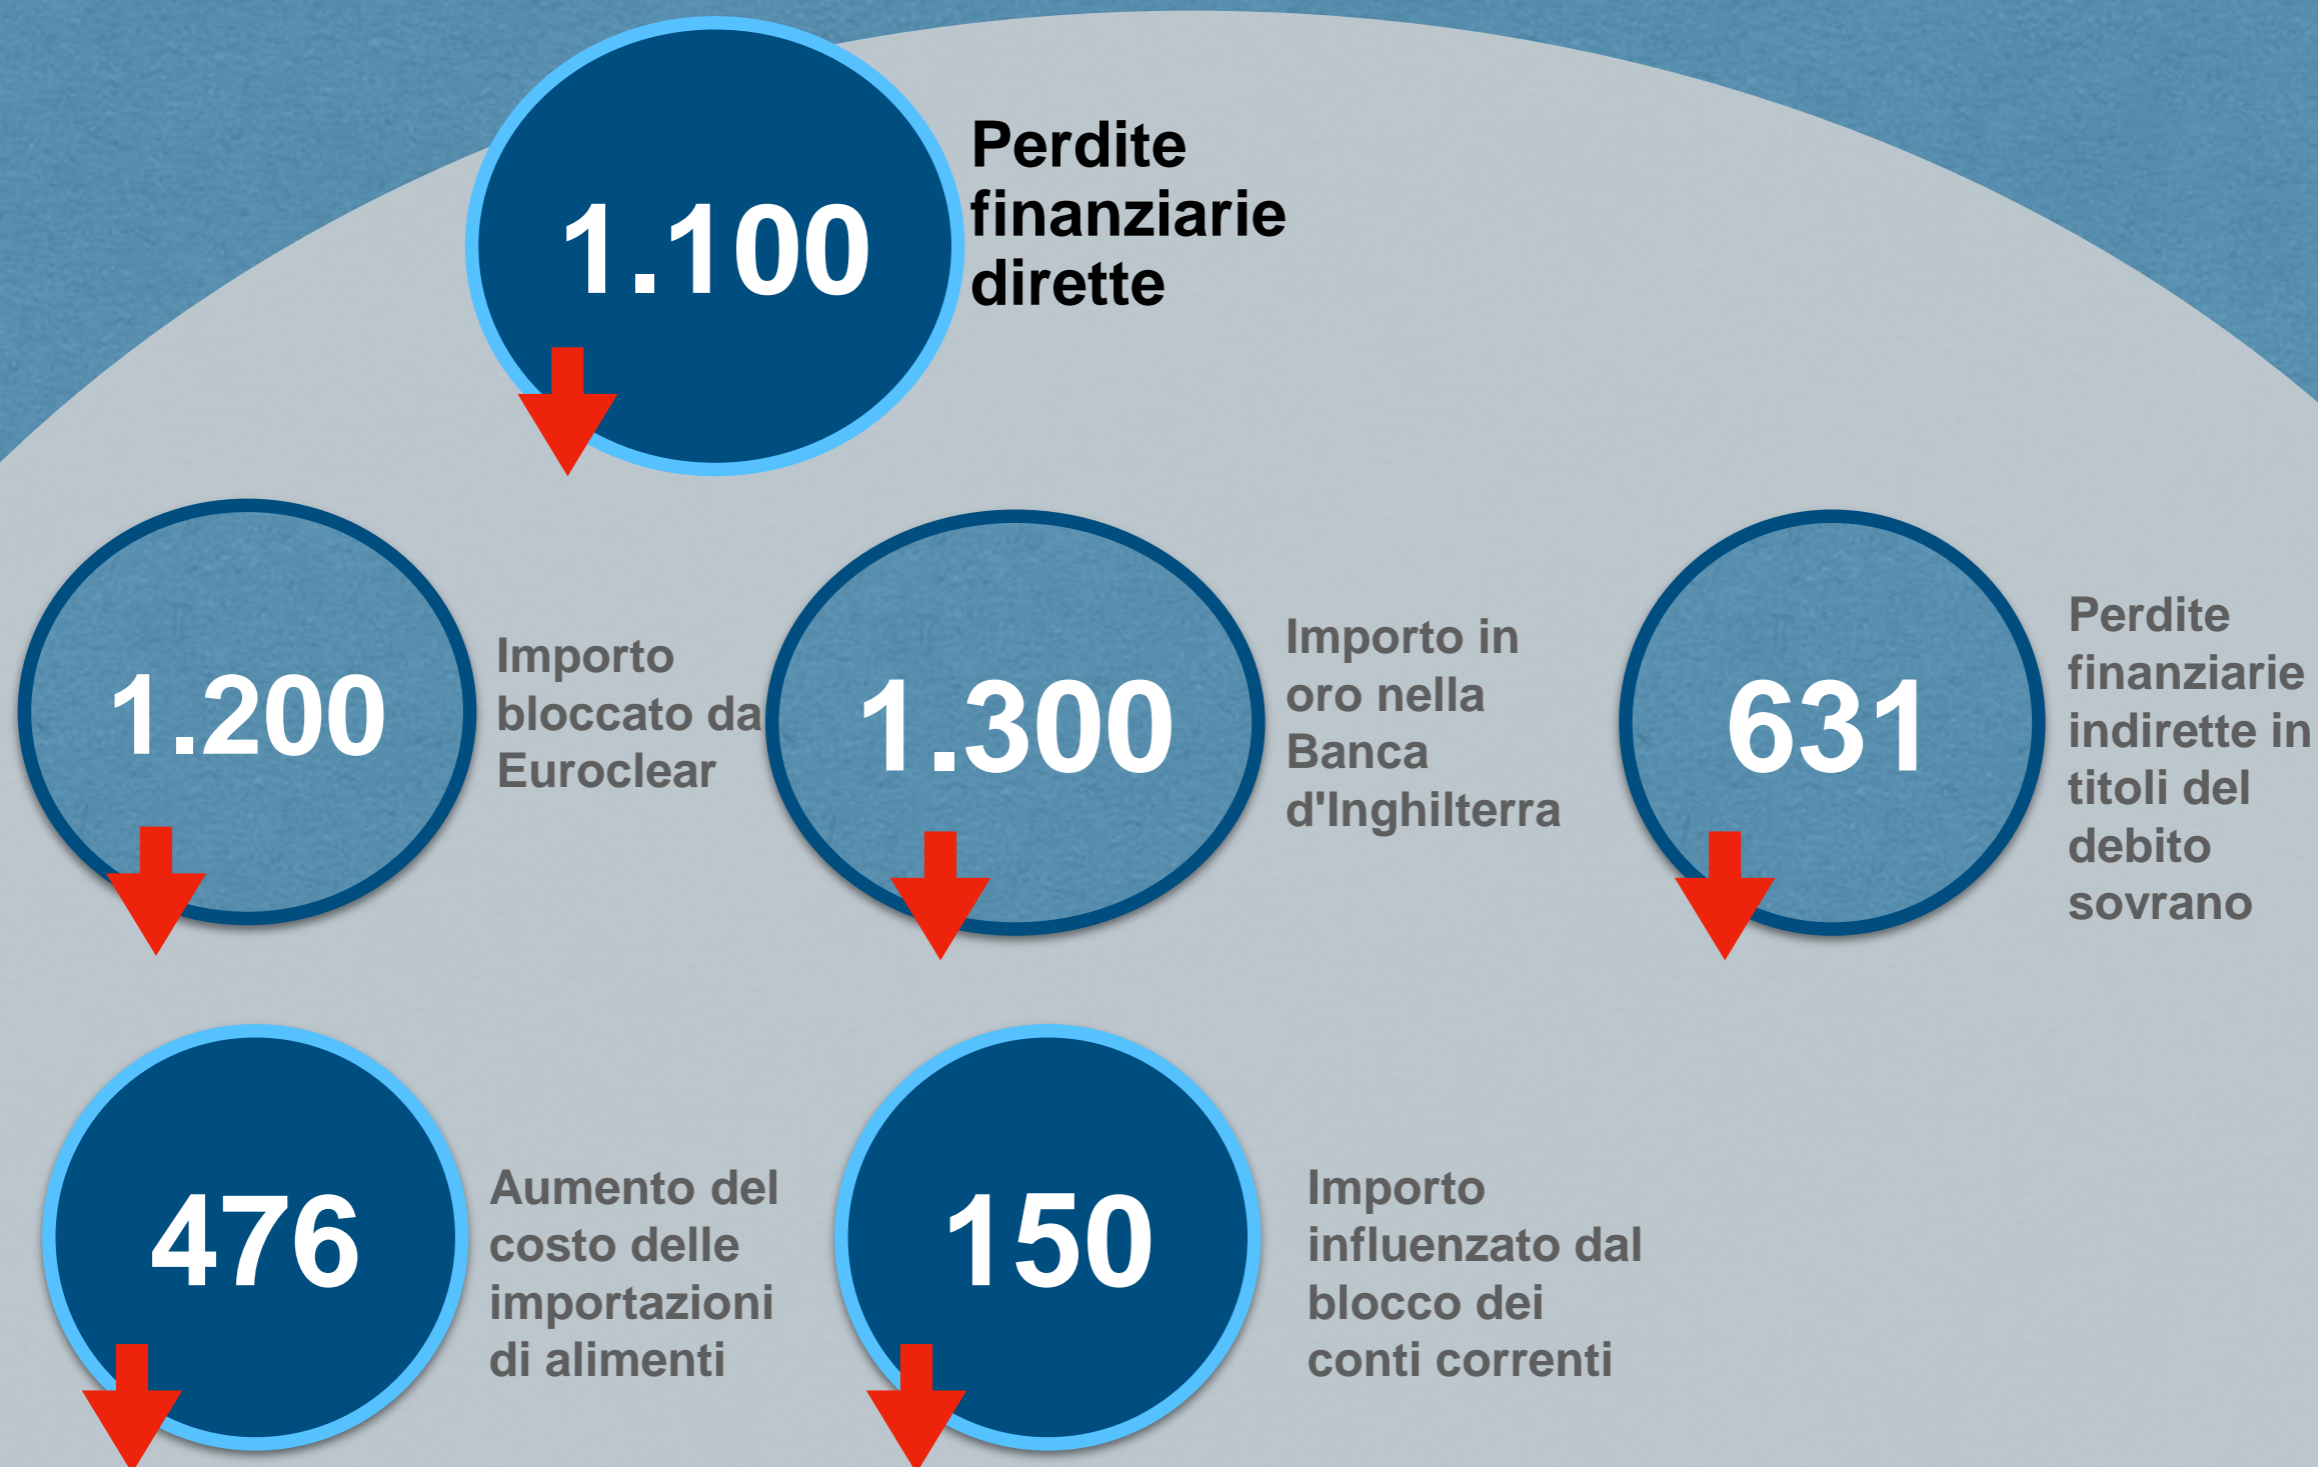 1.100
Perdite
finanziarie
dirette
1.200
Importo
bloccato da
Euroclear
1.300
Importo in
oro nella
Banca
d'Inghilterra
631
Perdite
finanziarie
indirette in
titoli del
debito
sovrano
476
Aumento del
costo delle
importazioni
di alimenti
150
Importo
influenzato dal
blocco dei
conti correnti